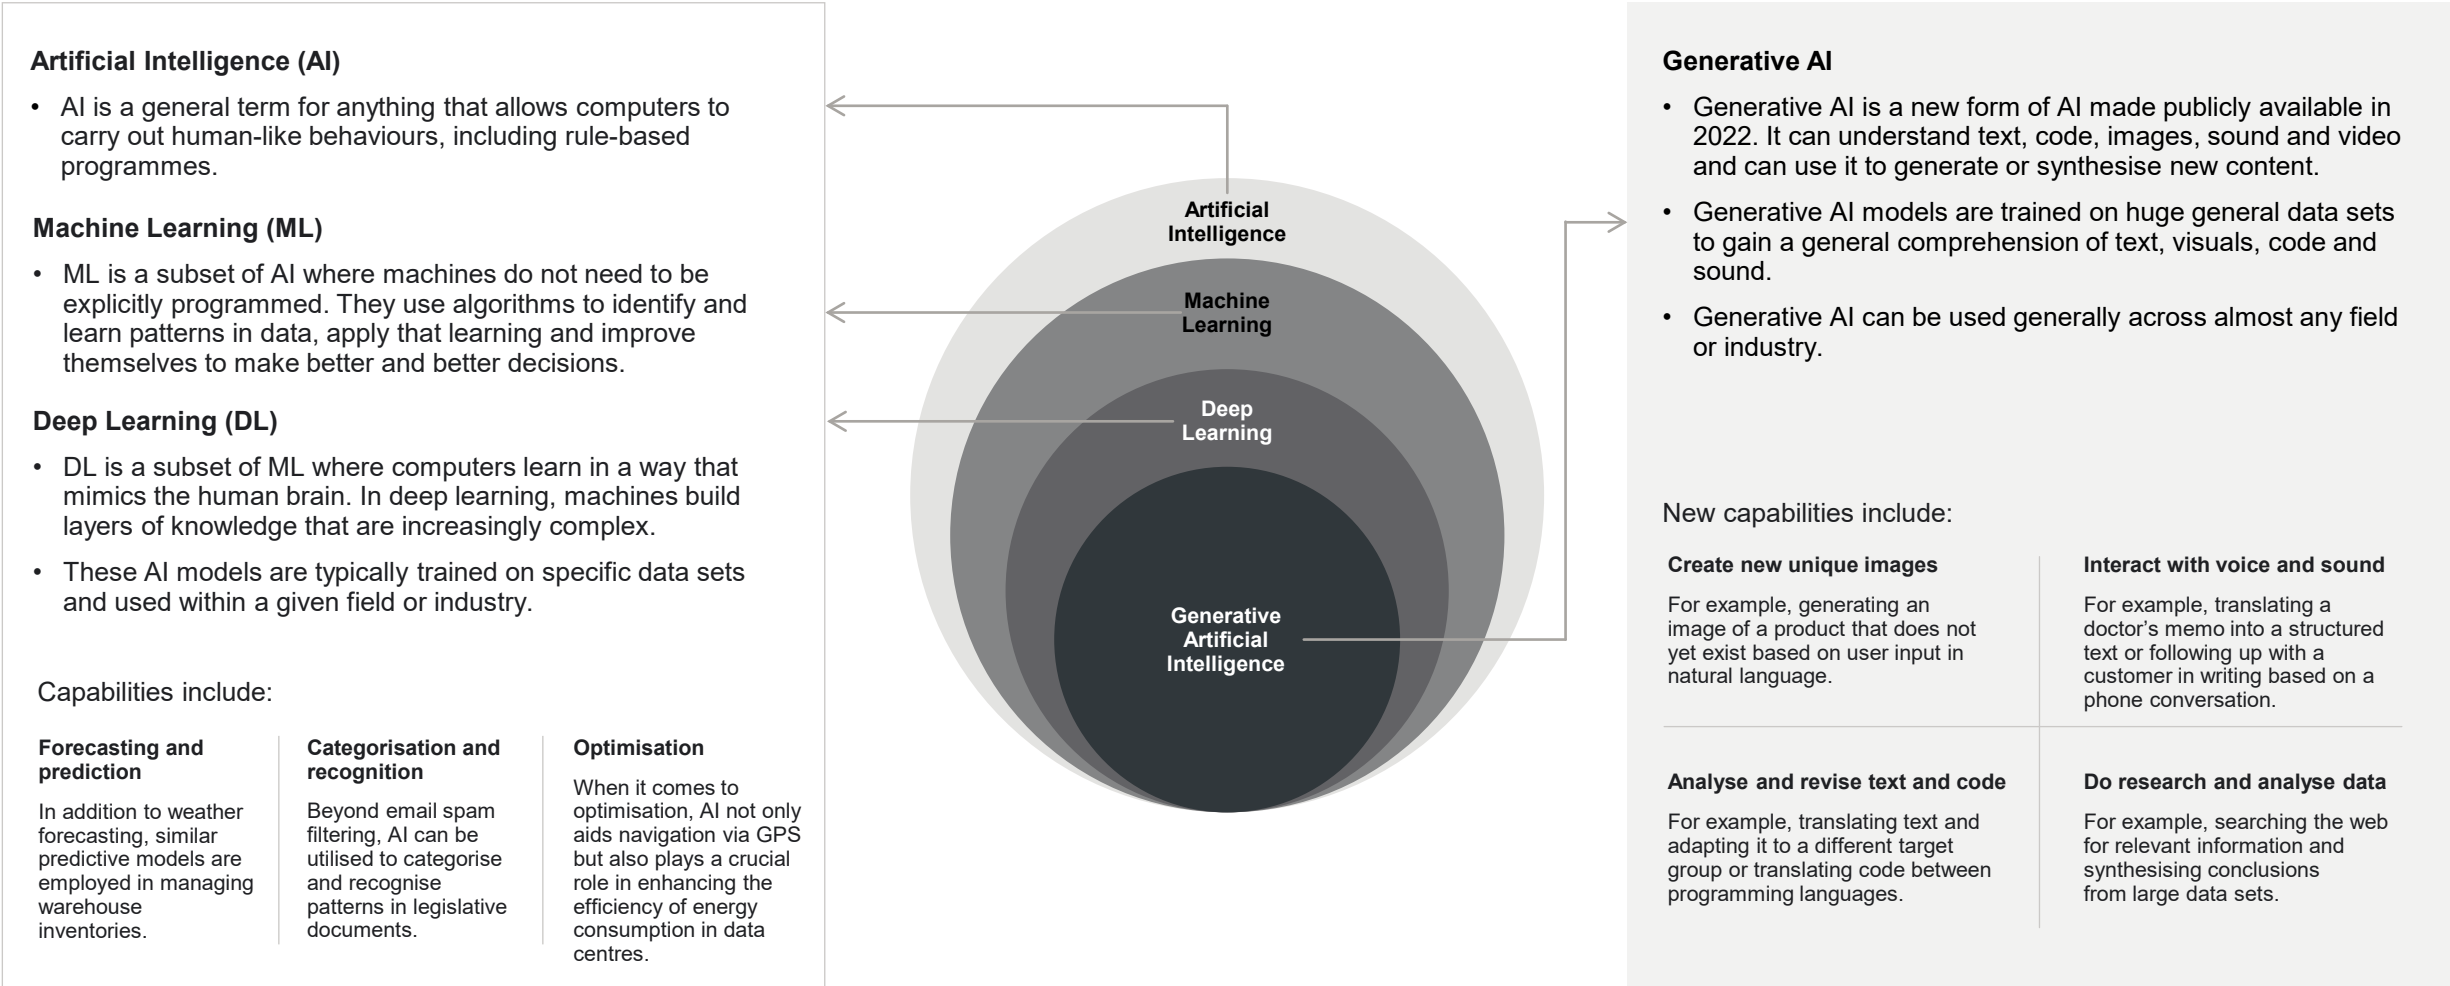 Artificial Intelligence (AI)
• AI is a general term for anything that allows computers to
carry out human-like behaviours, including rule-based
programmes.
Machine Learning (ML)
• ML is a subset of AI where machines do not need to be
explicitly programmed. They use algorithms to identify and
learn patterns in data, apply that learning and improve
themselves to make better and better decisions.
Deep Learning (DL)
• DL is a subset of ML where computers learn in a way that
mimics the human brain. In deep learning, machines build
layers of knowledge that are increasingly complex.
• These AI models are typically trained on specific data sets
and used within a given field or industry.
Capabilities include:
Forecasting and
prediction
In addition to weather
forecasting, similar
predictive models are
employed in managing
warehouse
inventories.
Categorisation and
recognition
Beyond email spam
filtering, AI can be
utilised to categorise
and recognise
patterns in legislative
documents.
Optimisation
When it comes to
optimisation, AI not only
aids navigation via GPS
but also plays a crucial
role in enhancing the
efficiency of energy
consumption in data
centres.
Artificial
Intelligence
Machine
Learning
Deep
Learning
Generative
Artificial
Intelligence
Generative AI
• Generative AI is a new form of AI made publicly available in
2022. It can understand text, code, images, sound and video
and can use it to generate or synthesise new content.
• Generative AI models are trained on huge general data sets
to gain a general comprehension of text, visuals, code and
sound.
• Generative AI can be used generally across almost any field
or industry.
New capabilities include:
Create new unique images
For example, generating an
image of a product that does not
yet exist based on user input in
natural language.
Interact with voice and sound
For example, translating a
doctor’s memo into a structured
text or following up with a
customer in writing based on a
phone conversation.
Analyse and revise text and code
For example, translating text and
adapting it to a different target
group or translating code between
programming languages.
Do research and analyse data
For example, searching the web
for relevant information and
synthesising conclusions
from large data sets.